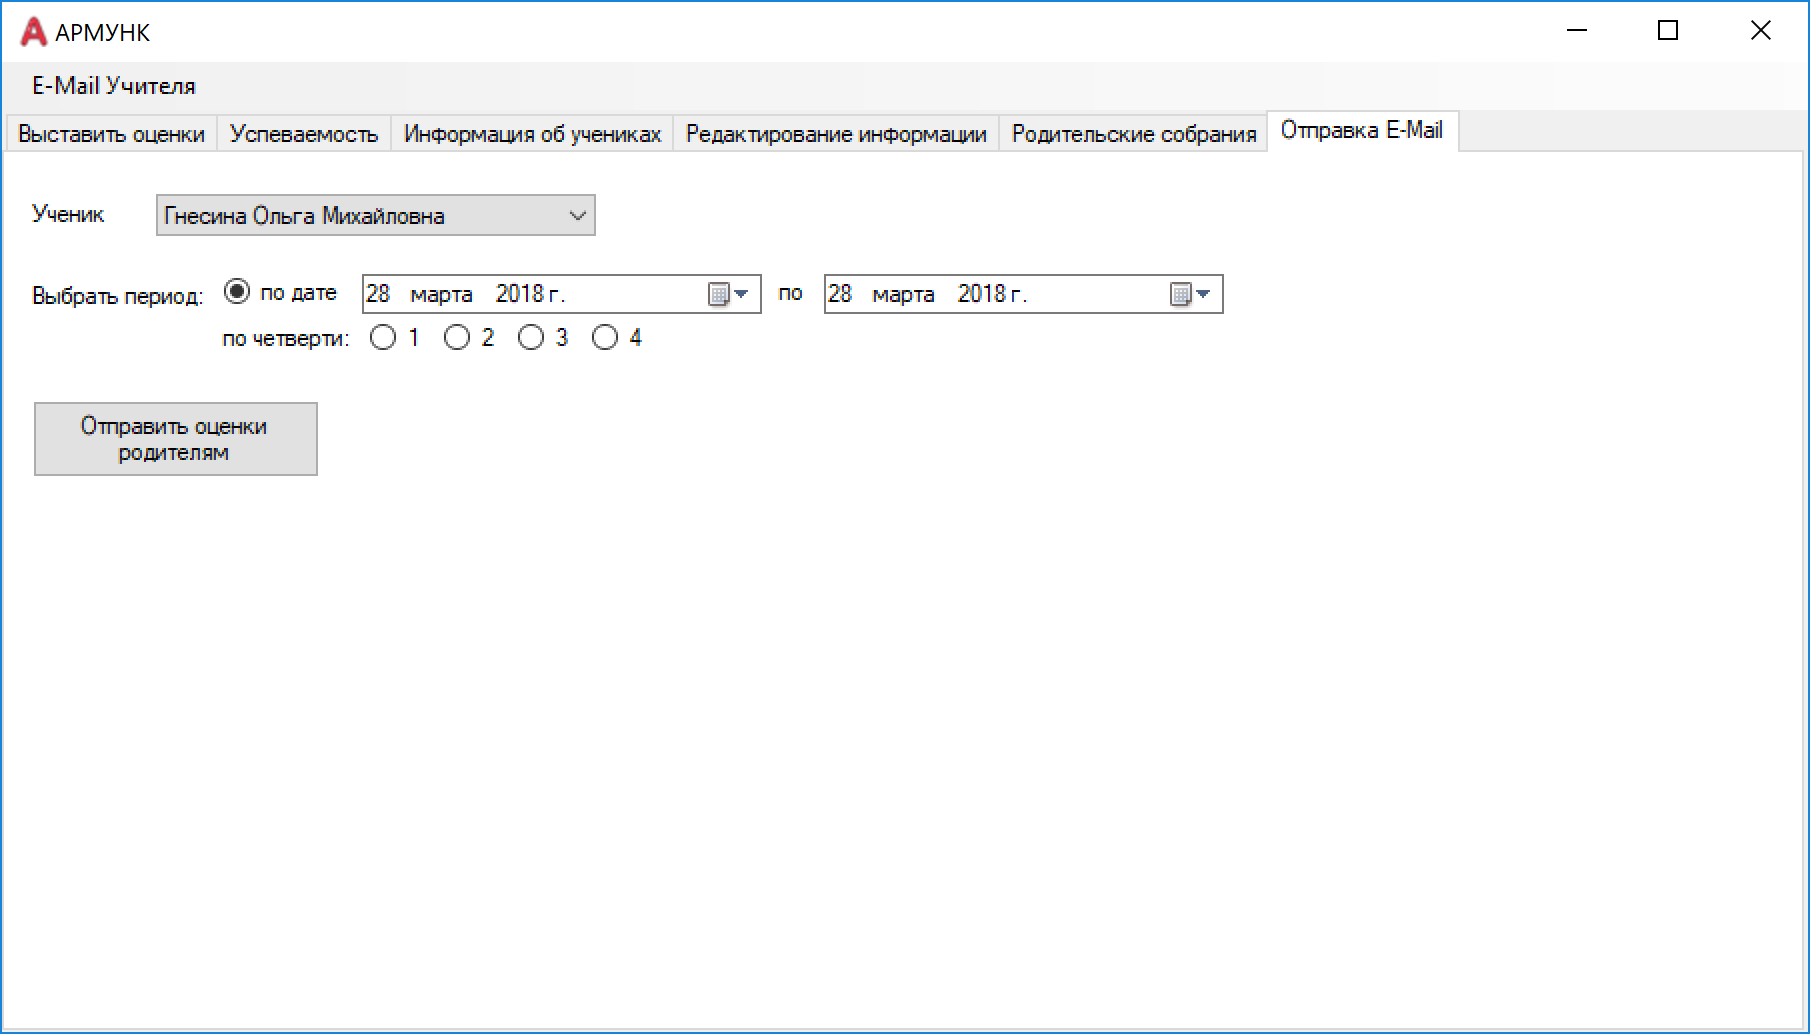 АРМУНК
E-Mail Учителя
Выставить оценки Успеваемость Информация об учениках Редактирование информации Родительские собрания Отправка E-Mail
Ученик Гнесина Ольга Михайловна
Выбрать период: по дате 28 марта 2018 г. по 28 марта 2018 г.
по четверти: 1 2 3 4
Отправить оценки
родителям